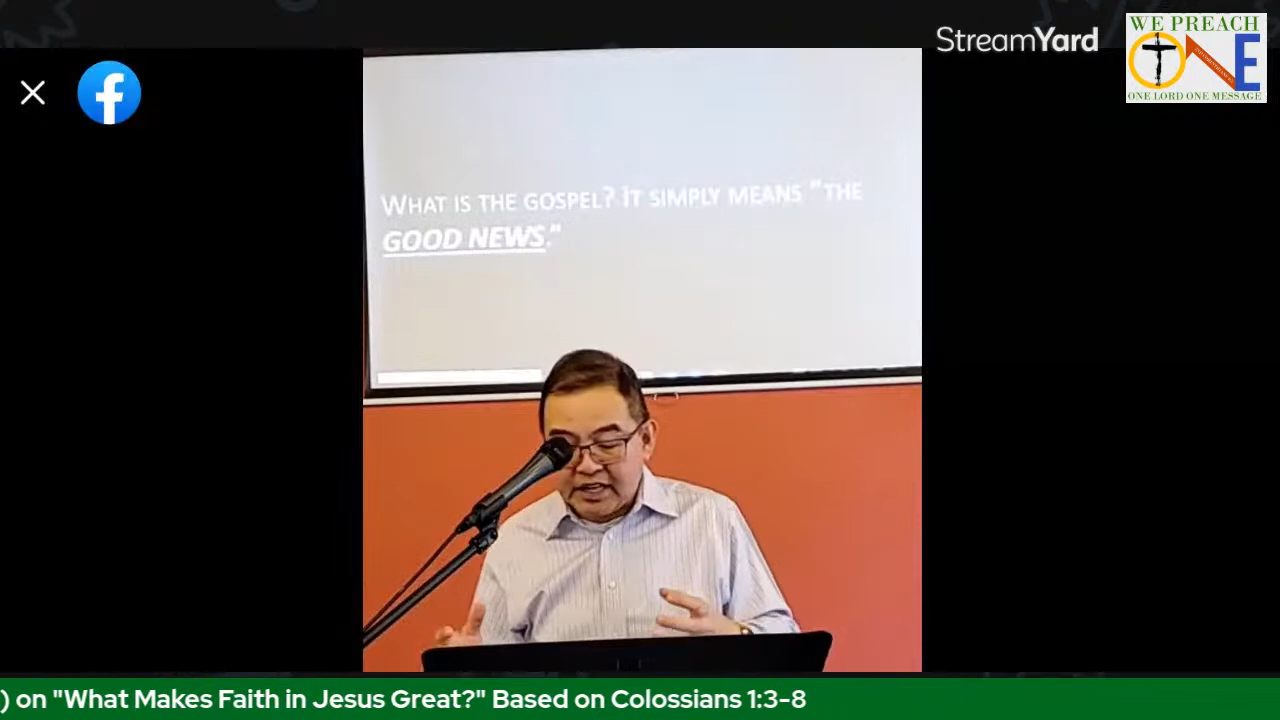 StreamYard
WE PREACH
ONE
ONE LORD ONE MESSAGE
WHAT IS THE GOSPEL? IT SIMPLY MEANS "THE
GOOD NEWS."
) on "What Makes Faith in Jesus Great?" Based on Colossians 1:3-8